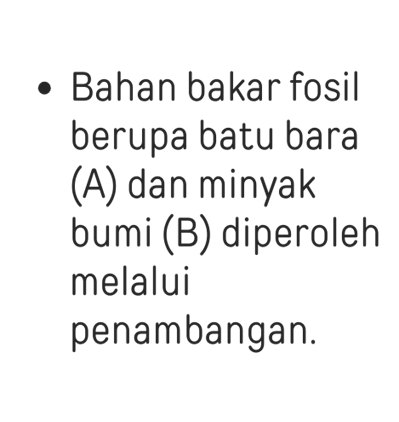 • Bahan bakar fosil
berupa batu bara
(A) dan minyak
bumi (B) diperoleh
melalui
penambangan.